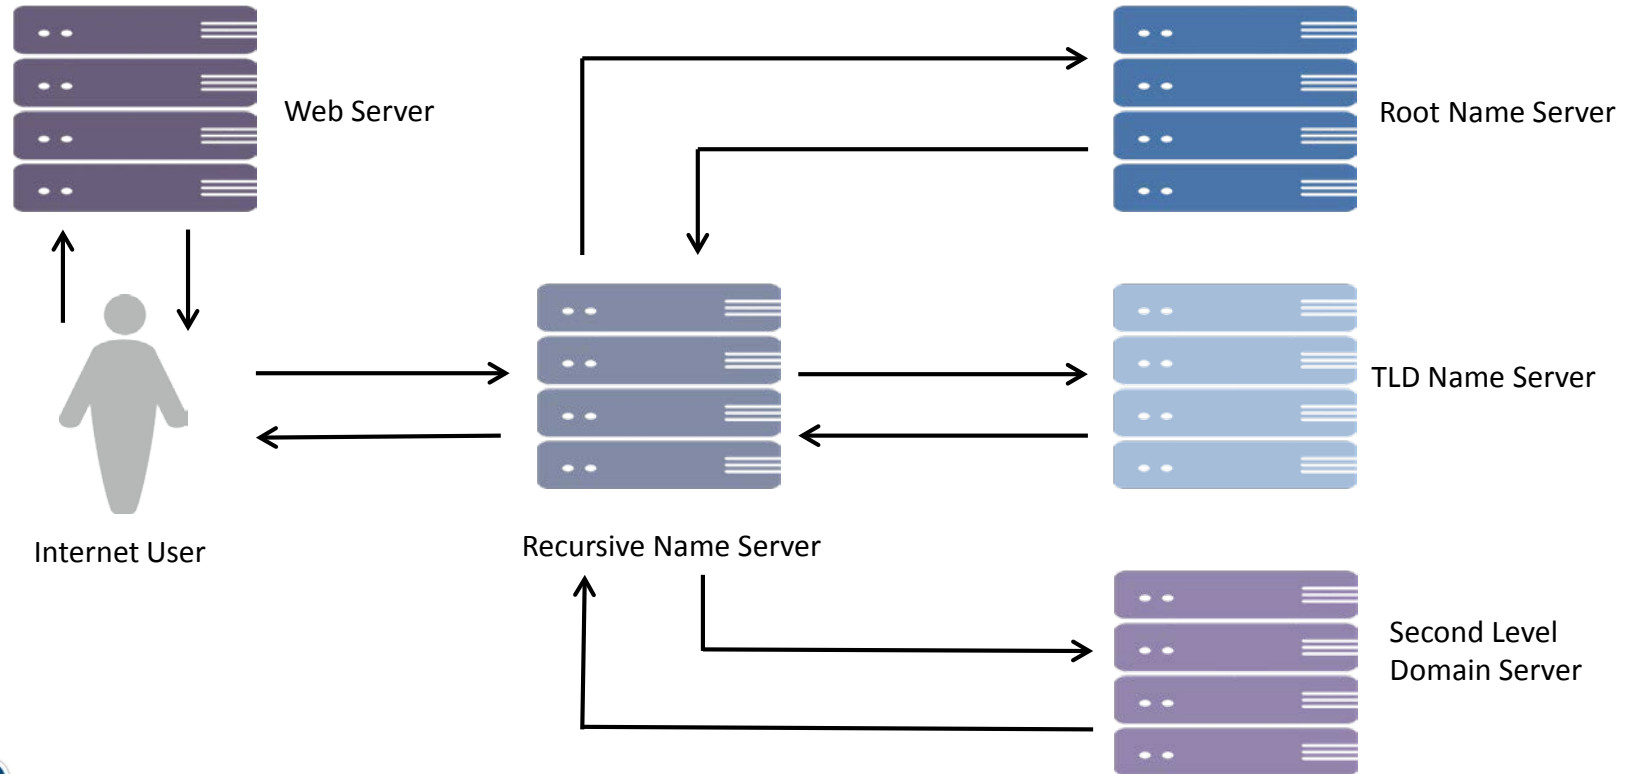 Web Server
Root Name Server
TLD Name Server
Internet User
Recursive Name Server
Second Level
Domain Server